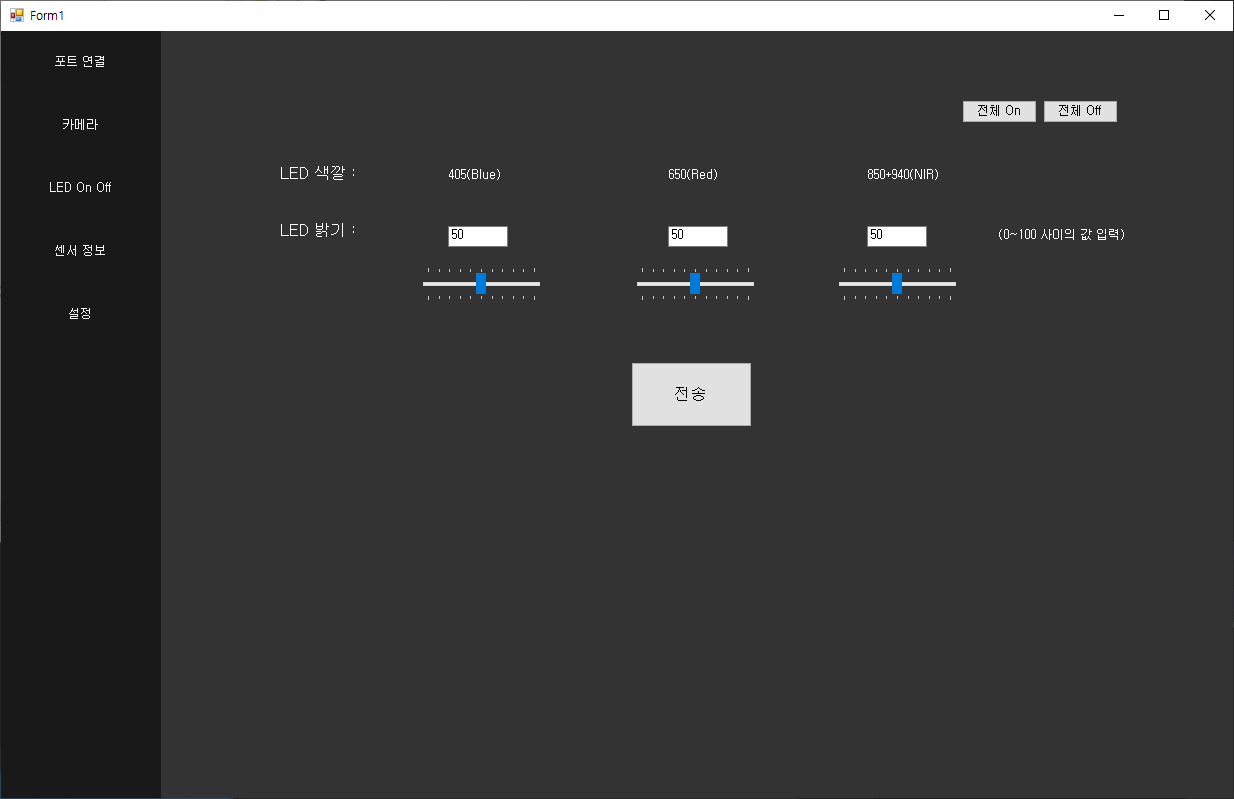 Form1
포트 연결
카메라
LED On Off
센서 정보
설정
전체 On 전체 Off
LED 색깔 : 405(Blue) 650(Red) 850+940(NIR)
LED 밝기 : 50 50 50 (0~100 사이의 값 입력)
전송